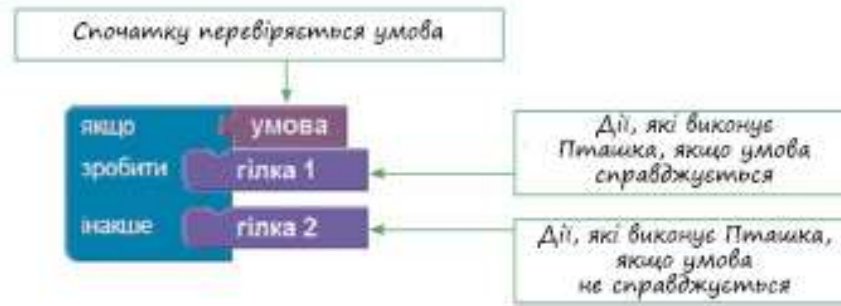 Спочатку перевіряється умова
якщо умова
зробити гілка 1
інакше гілка 2
Дії, які виконує
Пташка, якщо умова
справджується
Дії, які виконує Пташка,
якщо умова
не справджується